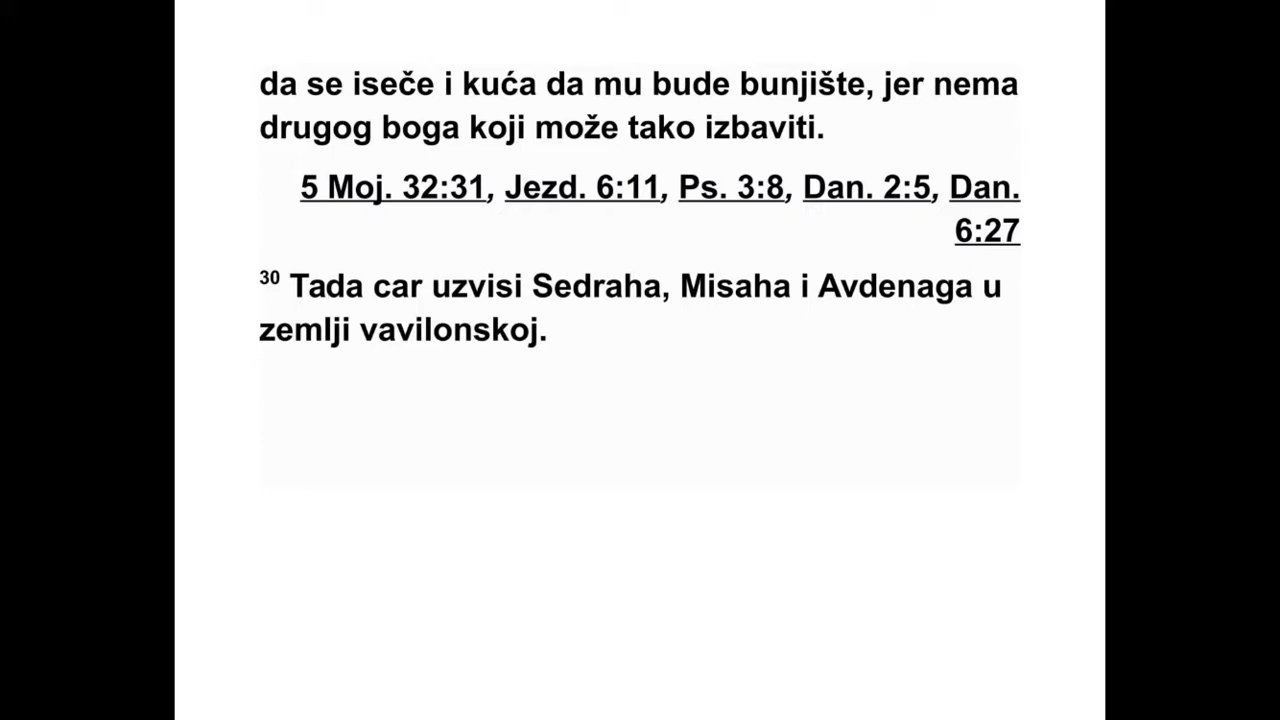 da se iseče i kuća da mu bude bunjište, jer nema
drugog boga koji može tako izbaviti.
5 Moj. 32:31, Jezd. 6:11, Ps. 3:8, Dan. 2:5, Dan.
6:27
30 Tada car uzvisi Sedraha, Misaha i Avdenaga u
zemlji vavilonskoj.